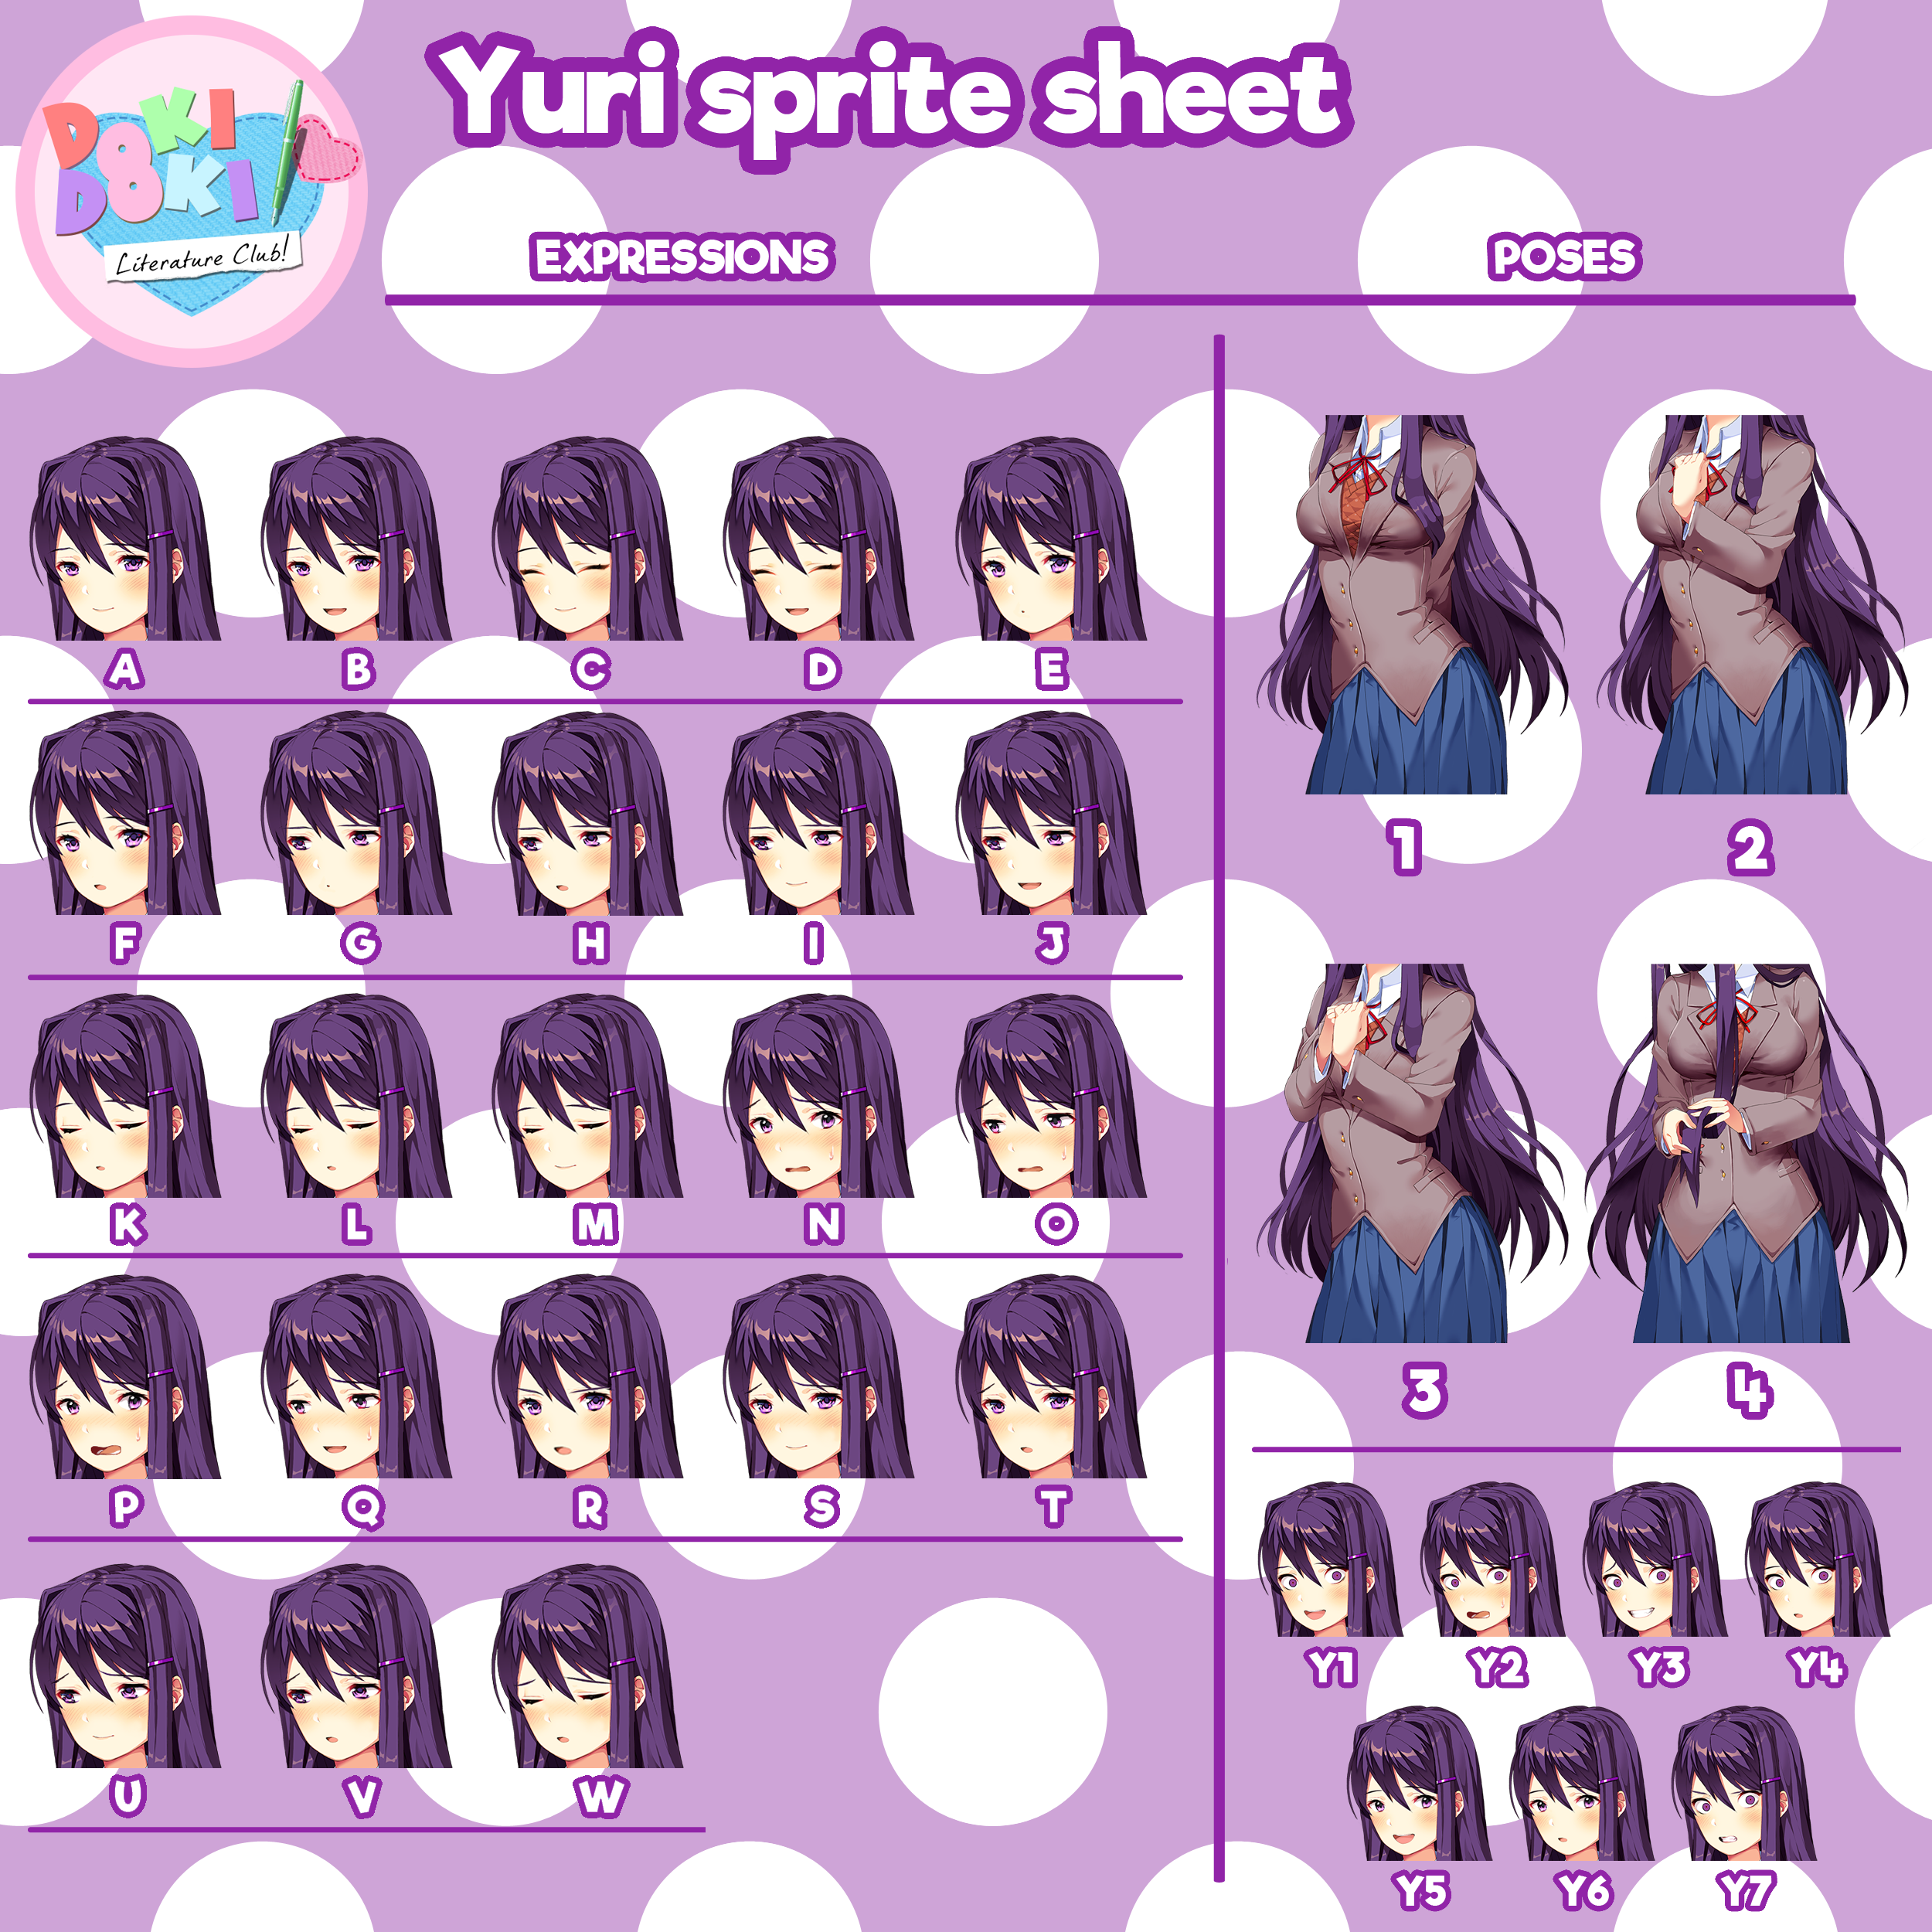 DOKI
DOKI
Literature Club!
Yuri sprite sheet
EXPRESSIONS
POSES
A B C D E
F G H I J
K L M N O
P Q R S T
U V W
1 2
3 4
Y1 Y2 Y3 Y4
Y5 Y6 Y7